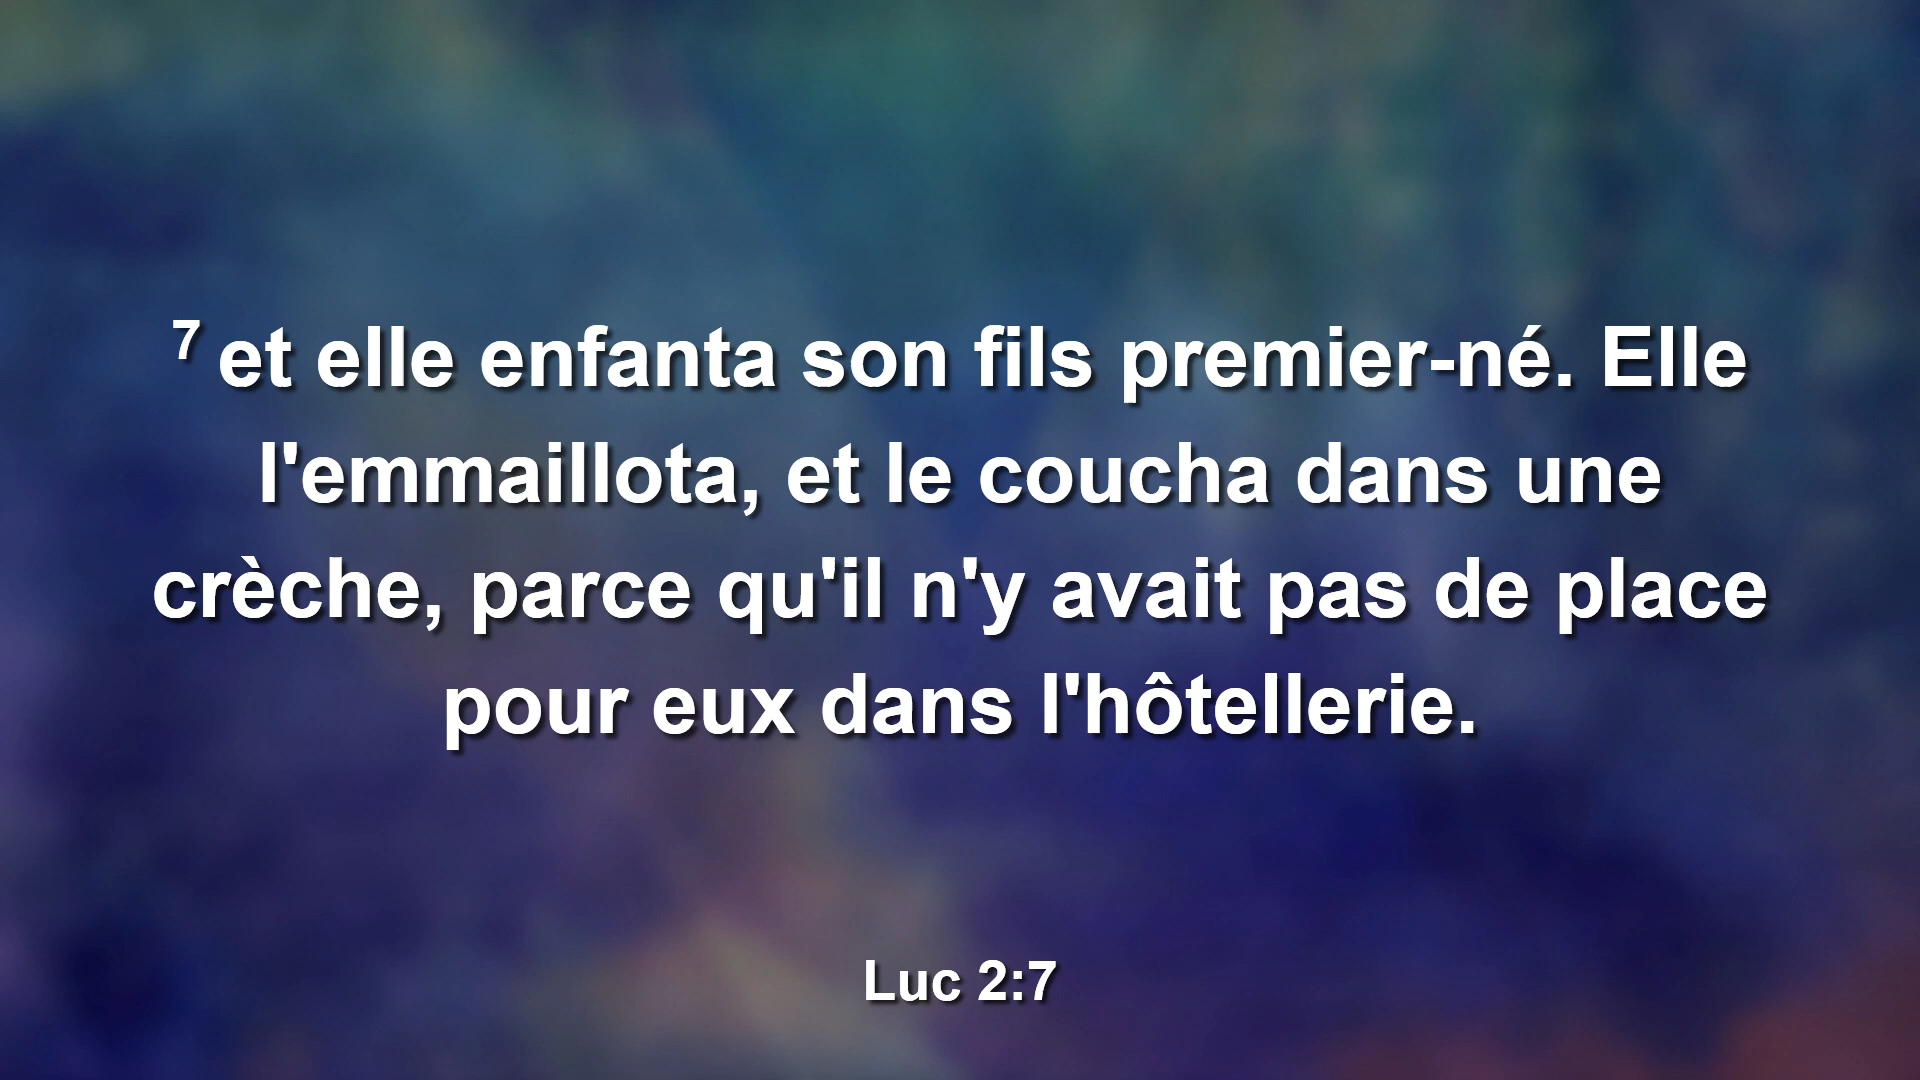 7 et elle enfanta son fils premier-né. Elle
l'emmaillota, et le coucha dans une
crèche, parce qu'il n'y avait pas de place
pour eux dans l'hôtellerie.
Luc 2:7